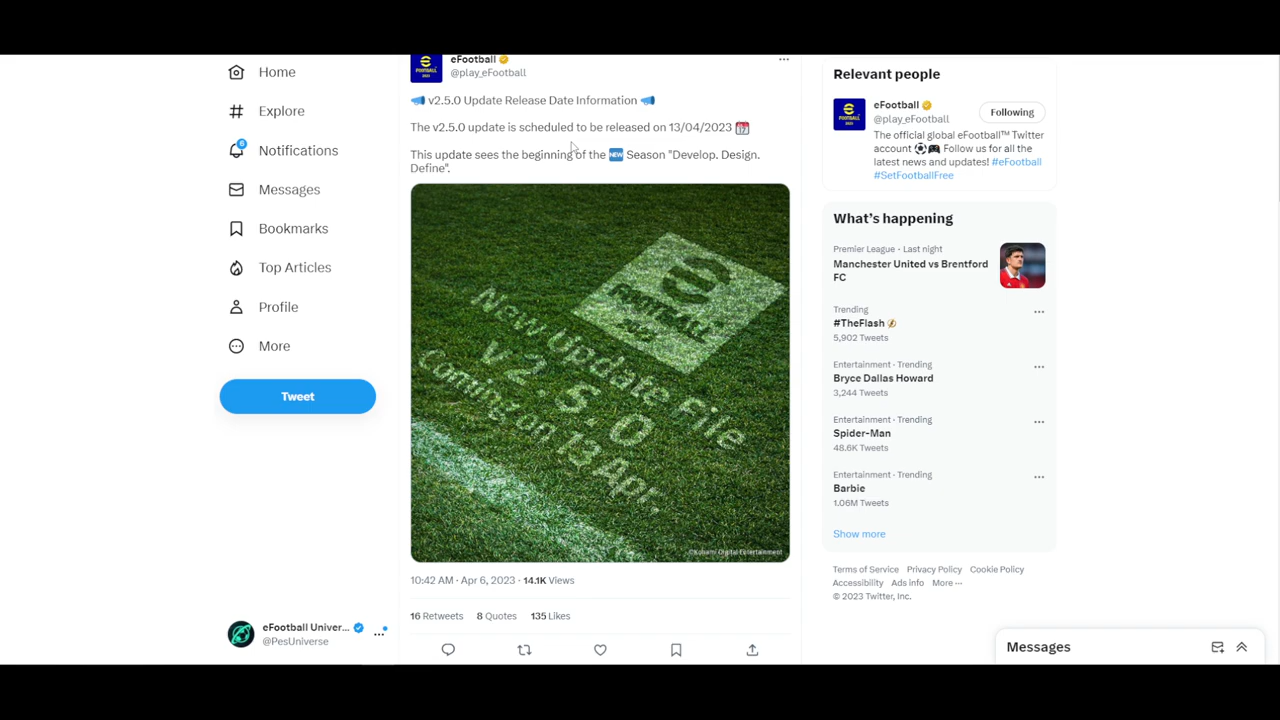 Home
Explore
6
Notifications
Messages
Bookmarks
Top Articles
Profile
More
Tweet
eFootball Univer...
@PesUniverse
eFootball
@play_eFootball
v2.5.0 Update Release Date Information
The v2.5.0 update is scheduled to be released on 13/04/2023
This update sees the beginning of the NEW Season "Develop. Design.
Define".
EFOOTBALL
New Update File
v2.5.0
Coming on 13 Apr.
©Konami Digital Entertainment
10:42 AM · Apr 6, 2023 · 14.1K Views
16 Retweets 8 Quotes 135 Likes
Relevant people
eFootball
@play_eFootball
Following
The official global eFootball™ Twitter
account ⚽🎮 Follow us for all the
latest news and updates! #eFootball
#SetFootballFree
What's happening
Premier League · Last night
Manchester United vs Brentford
FC
Trending
#TheFlash
5,902 Tweets
Entertainment · Trending
Bryce Dallas Howard
3,244 Tweets
Entertainment · Trending
Spider-Man
48.6K Tweets
Entertainment · Trending
Barbie
1.06M Tweets
Show more
Terms of Service Privacy Policy Cookie Policy
Accessibility Ads info More ···
© 2023 Twitter, Inc.
Messages